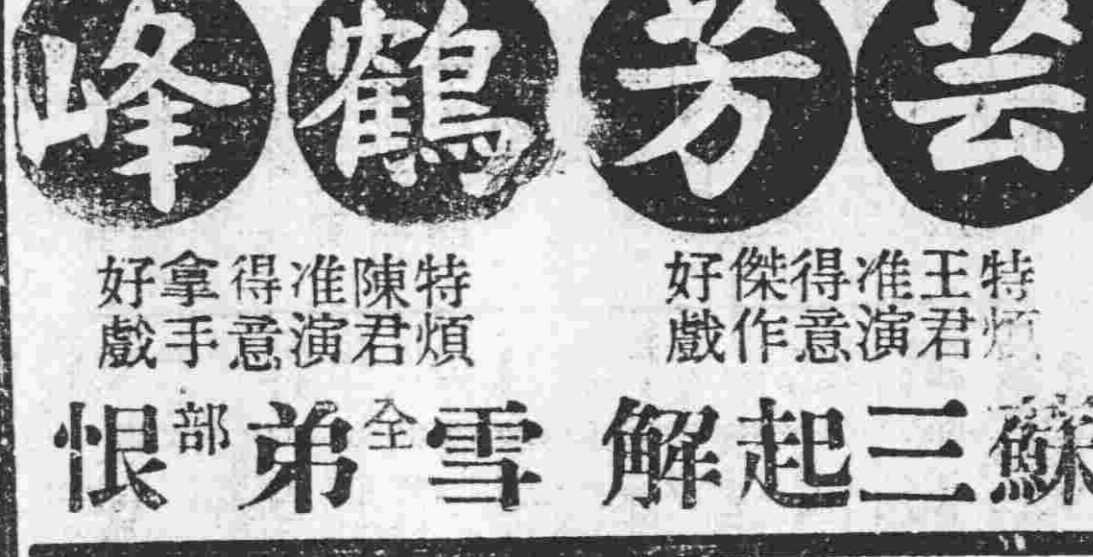 芸芳
特煩王君准演得意傑作好戲
蘇三起解
鶴峰
特煩陳君准演得意拿手好戲
全部雪弟恨